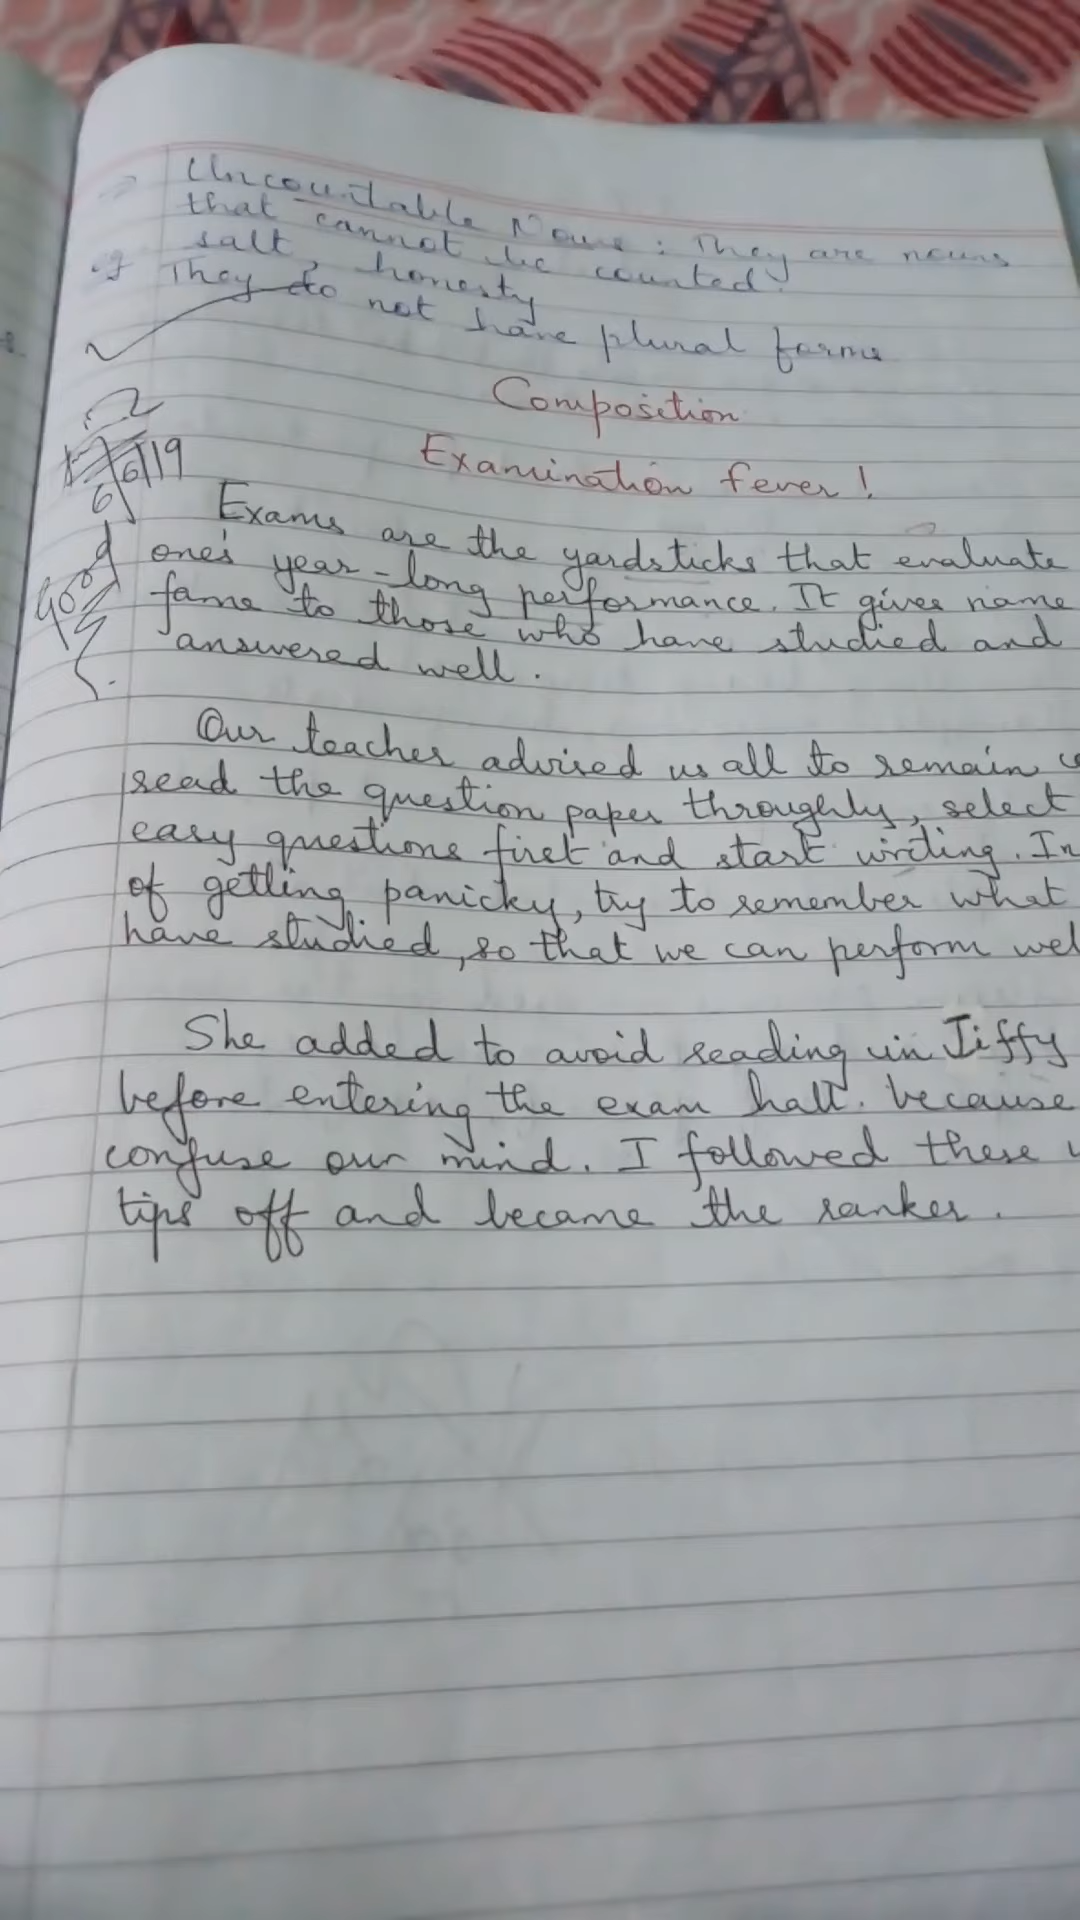 Uncountable Nouns : They are nouns
that cannot be counted.
eg salt, honesty
They do not have plural forms
Composition
6/6/19
Examination fever!
Good
Exams are the yardsticks that evaluate
one's year-long performance. It gives name
fame to those who have studied and
answered well.
Our teacher advised us all to remain
read the question paper throughly, select
easy questions first and start writing. In
of getting panicky, try to remember what
have studied, so that we can perform wel
She added to avoid reading in Jiffy
before entering the exam hall. because
confuse our mind. I followed these
tips off and became the ranker.